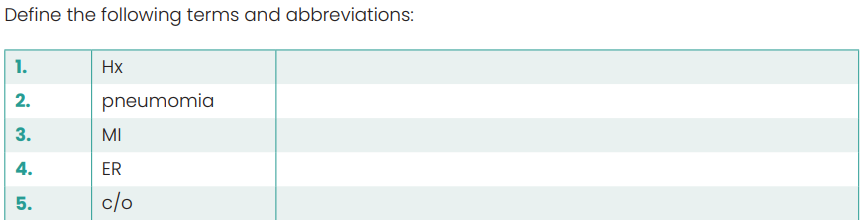 Define the following terms and abbreviations:
1. Hx
2. pneumomia
3. MI
4. ER
5. c/o